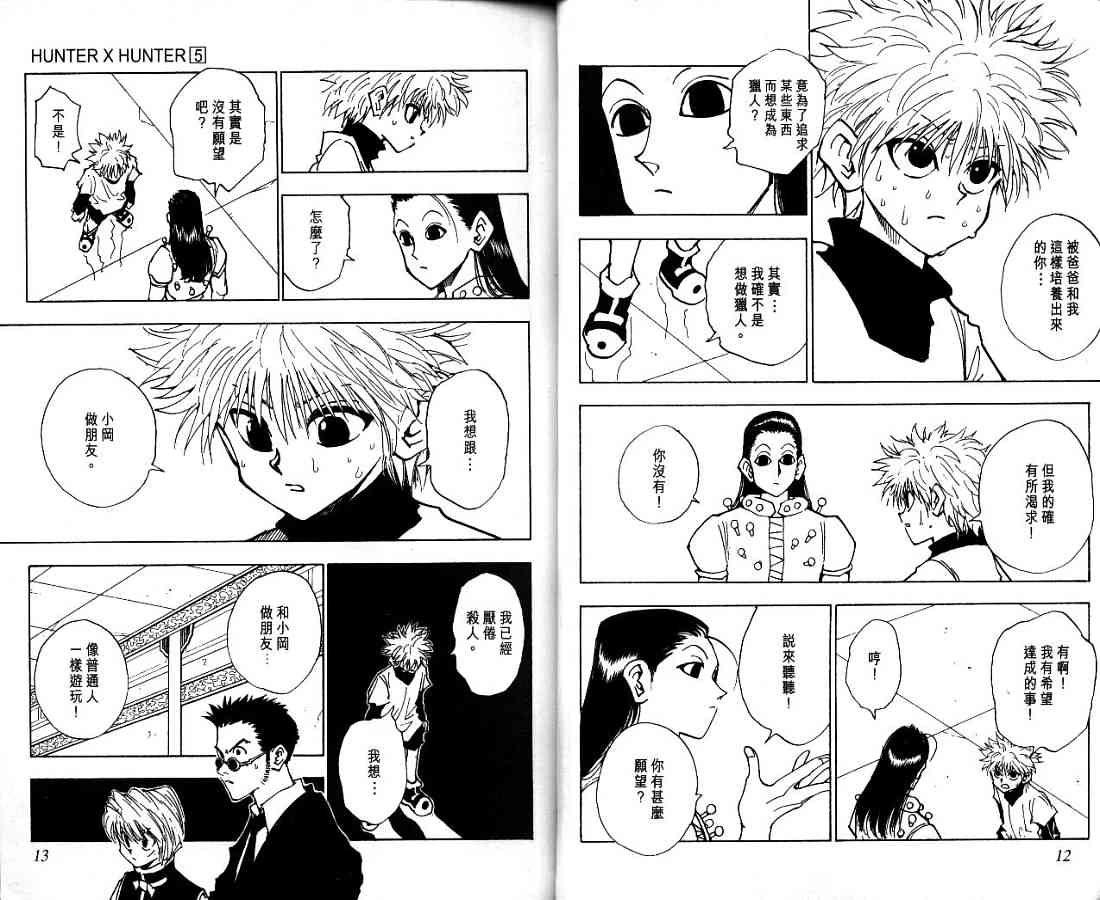 HUNTER X HUNTER 5
被爸爸和我
這樣培養出來
的你…
竟為了追求
某些東西
而想成為
獵人？
其實…
我確不是
想做獵人。
但我的確
有所渴求！
你沒有！
有啊！
我有希望
達成的事！
哼！
説來聽聽！
你有甚麼
願望？
12
怎麼了？
其實是
沒有願望
吧？
不是！
我想跟…
小岡
做朋友。
我已經
厭倦
殺人。
我想…
和小岡
做朋友…
像普通人
一樣遊玩！
13